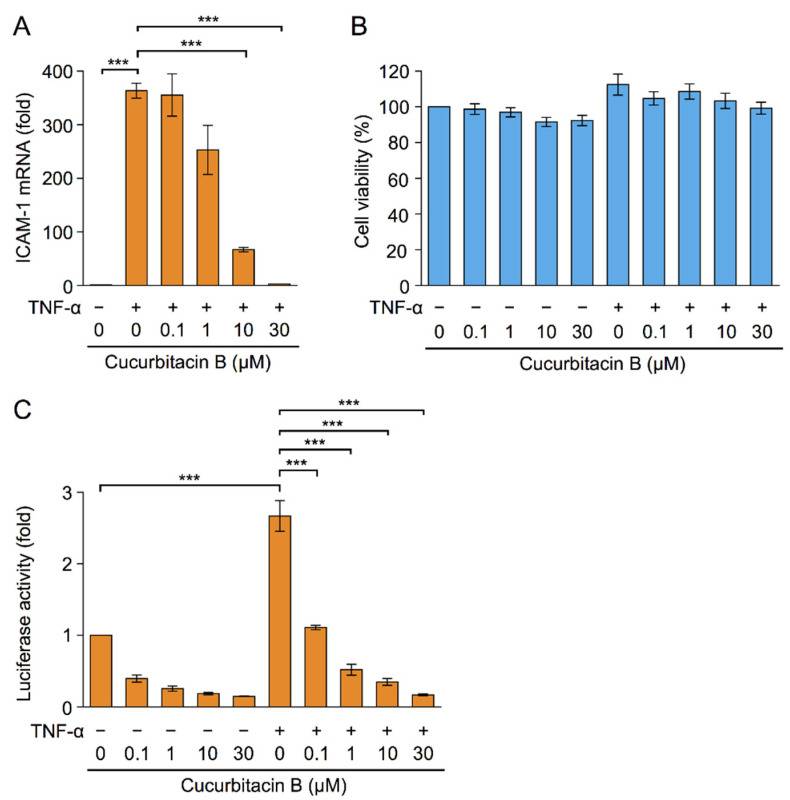 A
***
***
***
ICAM-1 mRNA (fold)
400
300
200
100
0
TNF-α − + + + + +
0 0 0.1 1 10 30
Cucurbitacin B (μM)
B
Cell viability (%)
120
100
80
60
40
20
0
TNF-α − − − − − + + + + +
0 0.1 1 10 30 0 0.1 1 10 30
Cucurbitacin B (μM)
C
***
***
***
***
***
Luciferase activity (fold)
3
2
1
0
TNF-α − − − − − + + + + +
0 0.1 1 10 30 0 0.1 1 10 30
Cucurbitacin B (μM)